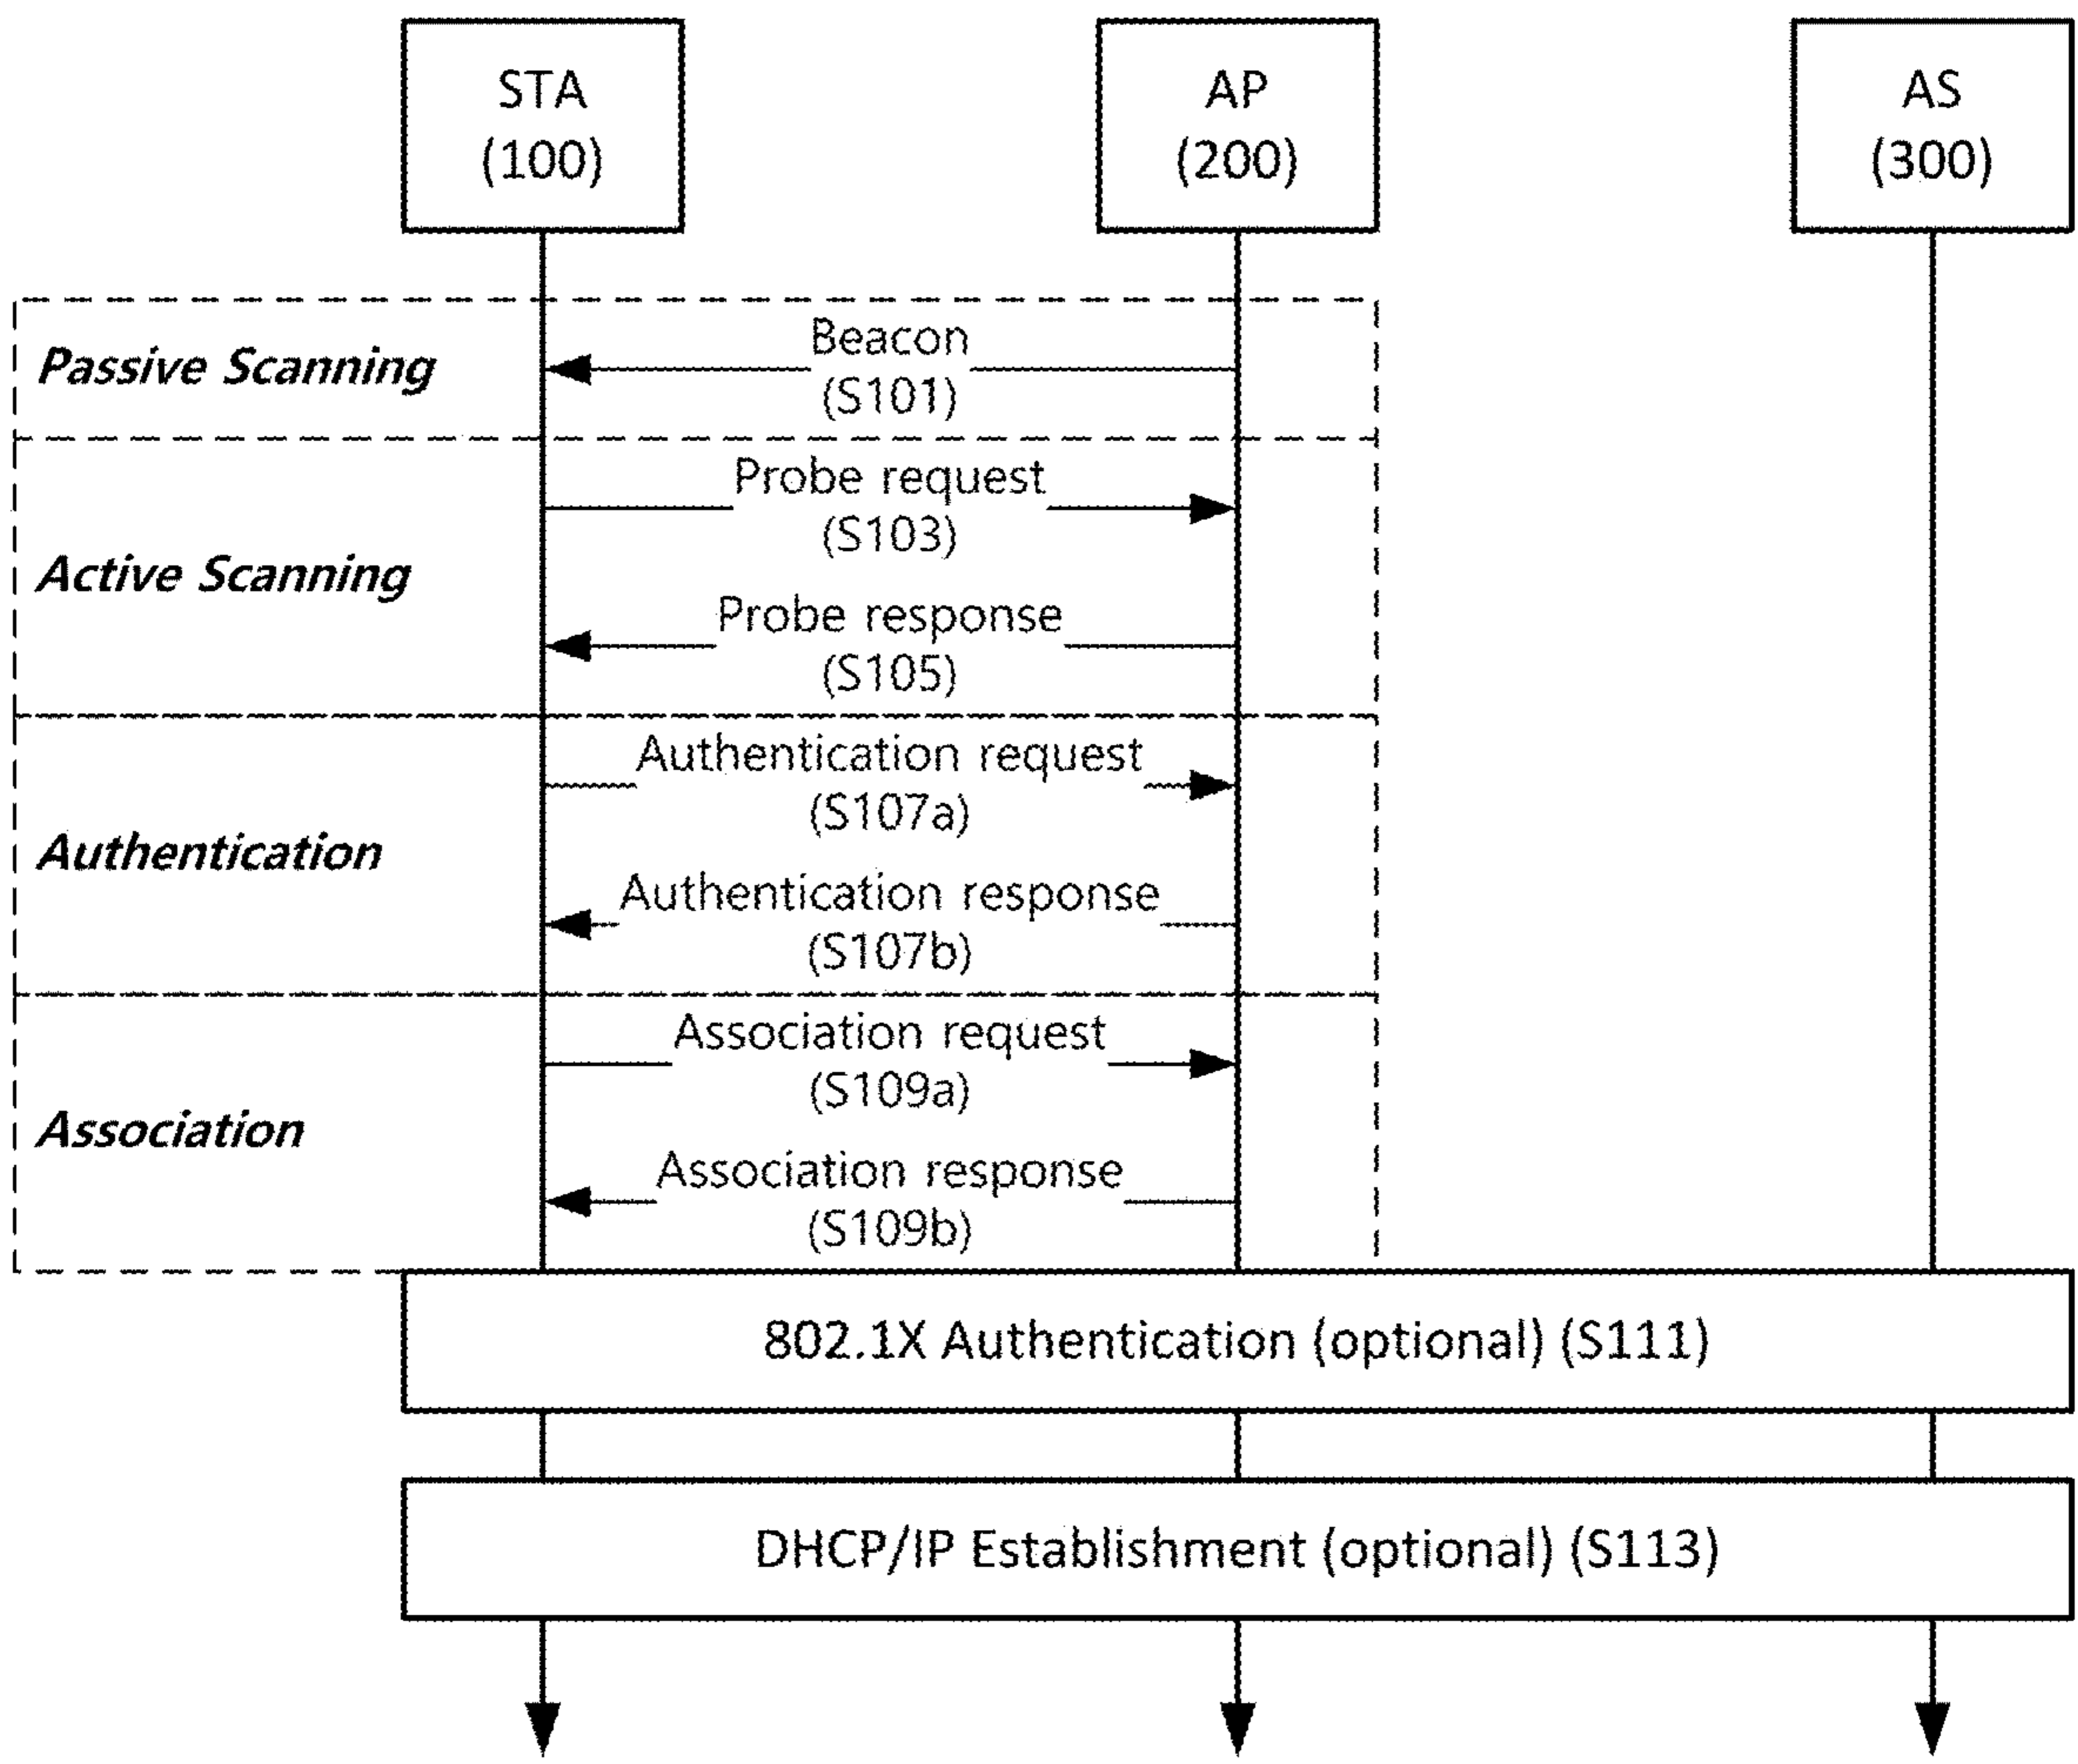 STA
(100)
AP
(200)
AS
(300)
Passive Scanning
Beacon
(S101)
Active Scanning
Probe request
(S103)
Probe response
(S105)
Authentication
Authentication request
(S107a)
Authentication response
(S107b)
Association
Association request
(S109a)
Association response
(S109b)
802.1X Authentication (optional) (S111)
DHCP/IP Establishment (optional) (S113)